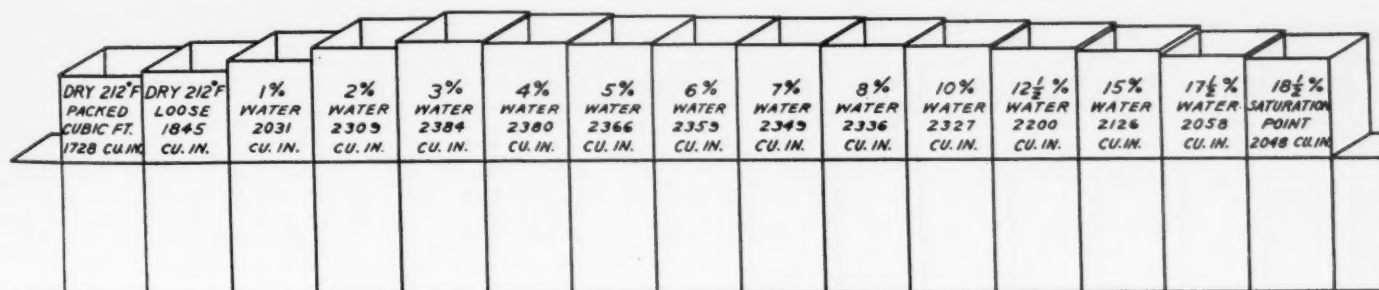 DRY 212°F
PACKED
CUBIC FT.
1728 CU.IN.
DRY 212°F
LOOSE
1845
CU. IN.
1%
WATER
2031
CU. IN.
2%
WATER
2309
CU. IN.
3%
WATER
2384
CU. IN.
4%
WATER
2380
CU. IN.
5%
WATER
2366
CU. IN.
6%
WATER
2359
CU. IN.
7%
WATER
2349
CU. IN.
8%
WATER
2336
CU. IN.
10%
WATER
2327
CU. IN.
12½%
WATER
2200
CU. IN.
15%
WATER
2126
CU. IN.
17½%
WATER
2058
CU. IN.
18½%
SATURATION
POINT
2048 CU.IN.